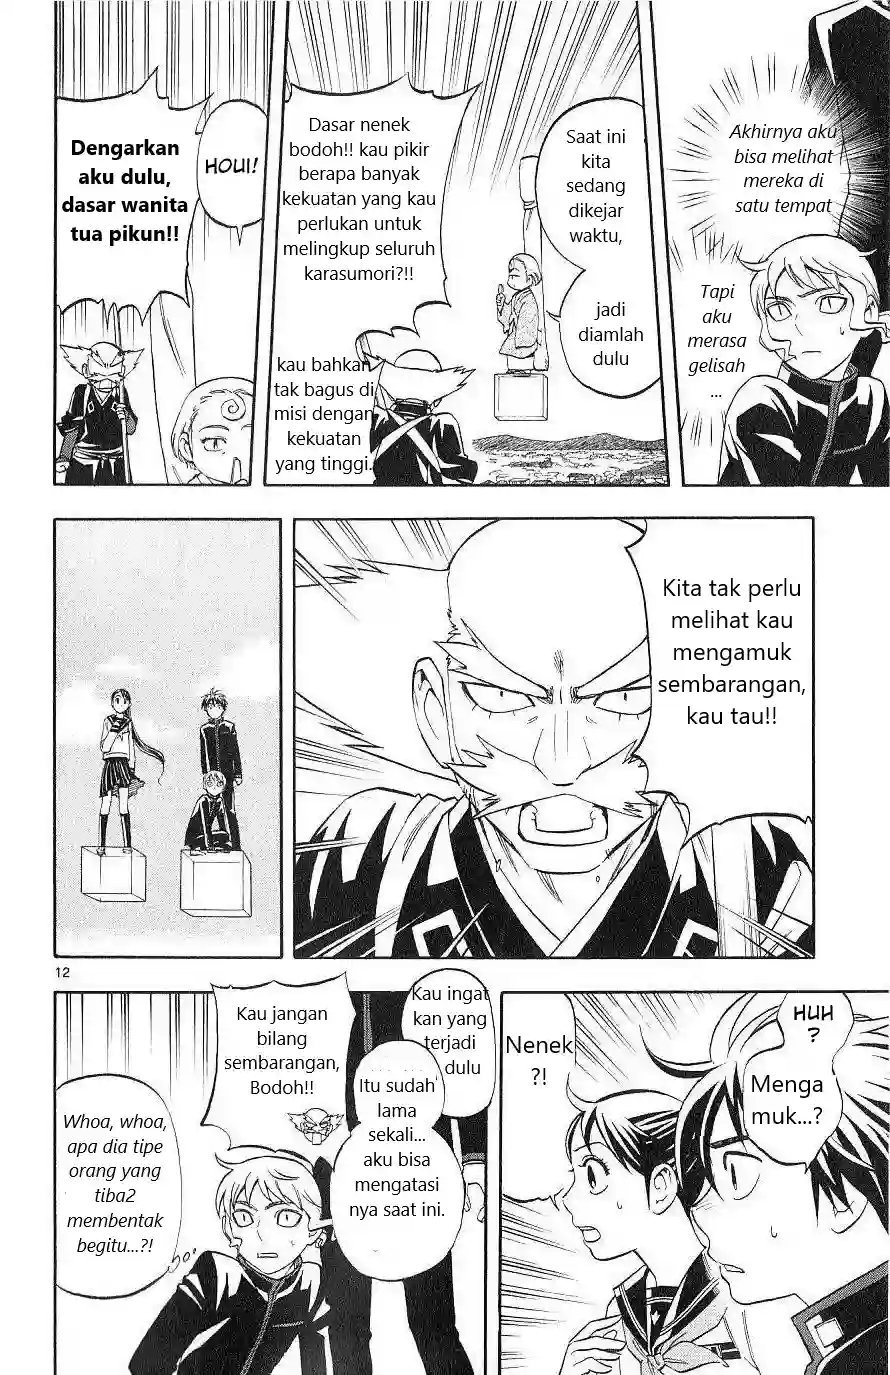 Akhirnya aku
bisa melihat
mereka di
satu tempat
Tapi
aku
merasa
gelisah
...
Saat ini
kita
sedang
dikejar
waktu,
jadi
diamlah
dulu
Dasar nenek
bodoh!! kau pikir
berapa banyak
kekuatan yang kau
perlukan untuk
melingkup seluruh
karasumori?!!
kau bahkan
tak bagus di
misi dengan
kekuatan
yang tinggi.
HOUI!
Dengarkan
aku dulu,
dasar wanita
tua pikun!!
Kita tak perlu
melihat kau
mengamuk
sembarangan,
kau tau!!
12
HUH
?
Menga
muk...?
Nenek
?!
Kau ingat
kan yang
terjadi
dulu
Itu sudah
lama
sekali...
aku bisa
mengatasi
nya saat ini.
Kau jangan
bilang
sembarangan,
Bodoh!!
Whoa, whoa,
apa dia tipe
orang yang
tiba2
membentak
begitu...?!